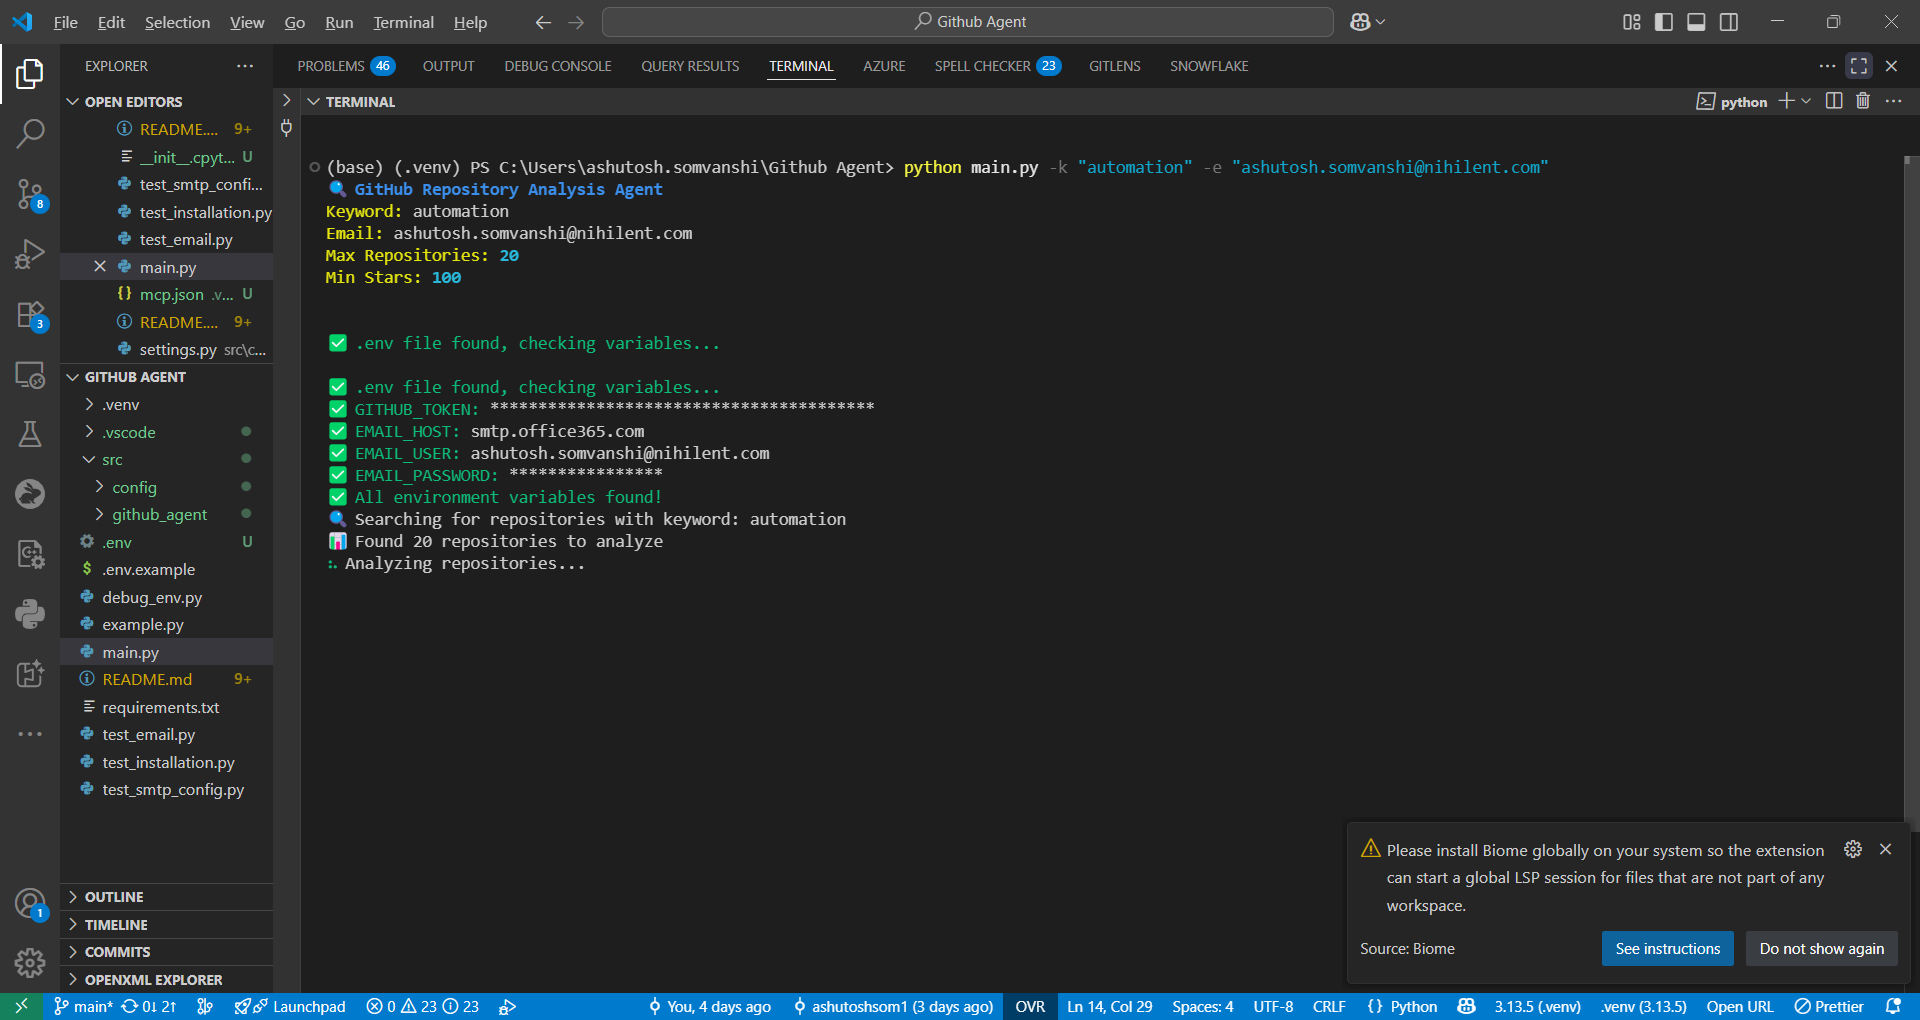 File Edit Selection View Go Run Terminal Help
Github Agent
EXPLORER
OPEN EDITORS
README.... 9+
__init__.cpyt... U
test_smtp_confi...
test_installation.py
test_email.py
main.py
mcp.json .v... U
README.... 9+
settings.py src\c...
GITHUB AGENT
.venv
.vscode
src
config
github_agent
.env U
.env.example
debug_env.py
example.py
main.py
README.md 9+
requirements.txt
test_email.py
test_installation.py
test_smtp_config.py
OUTLINE
TIMELINE
COMMITS
OPENXML EXPLORER
8
3
1
PROBLEMS 46 OUTPUT DEBUG CONSOLE QUERY RESULTS TERMINAL AZURE SPELL CHECKER 23 GITLENS SNOWFLAKE
TERMINAL
python
(base) (.venv) PS C:\Users\ashutosh.somvanshi\Github Agent> python main.py -k "automation" -e "ashutosh.somvanshi@nihilent.com"
🔍 GitHub Repository Analysis Agent
Keyword: automation
Email: ashutosh.somvanshi@nihilent.com
Max Repositories: 20
Min Stars: 100
✅ .env file found, checking variables...
✅ .env file found, checking variables...
✅ GITHUB_TOKEN: ****************************************
✅ EMAIL_HOST: smtp.office365.com
✅ EMAIL_USER: ashutosh.somvanshi@nihilent.com
✅ EMAIL_PASSWORD: ****************
✅ All environment variables found!
🔍 Searching for repositories with keyword: automation
📊 Found 20 repositories to analyze
Analyzing repositories...
Please install Biome globally on your system so the extension
can start a global LSP session for files that are not part of any
workspace.
Source: Biome
See instructions
Do not show again
main* 0↓ 2↑ Launchpad 0 23 23 You, 4 days ago ashutoshsom1 (3 days ago) OVR Ln 14, Col 29 Spaces: 4 UTF-8 CRLF {} Python 3.13.5 (.venv) .venv (3.13.5) Open URL Prettier